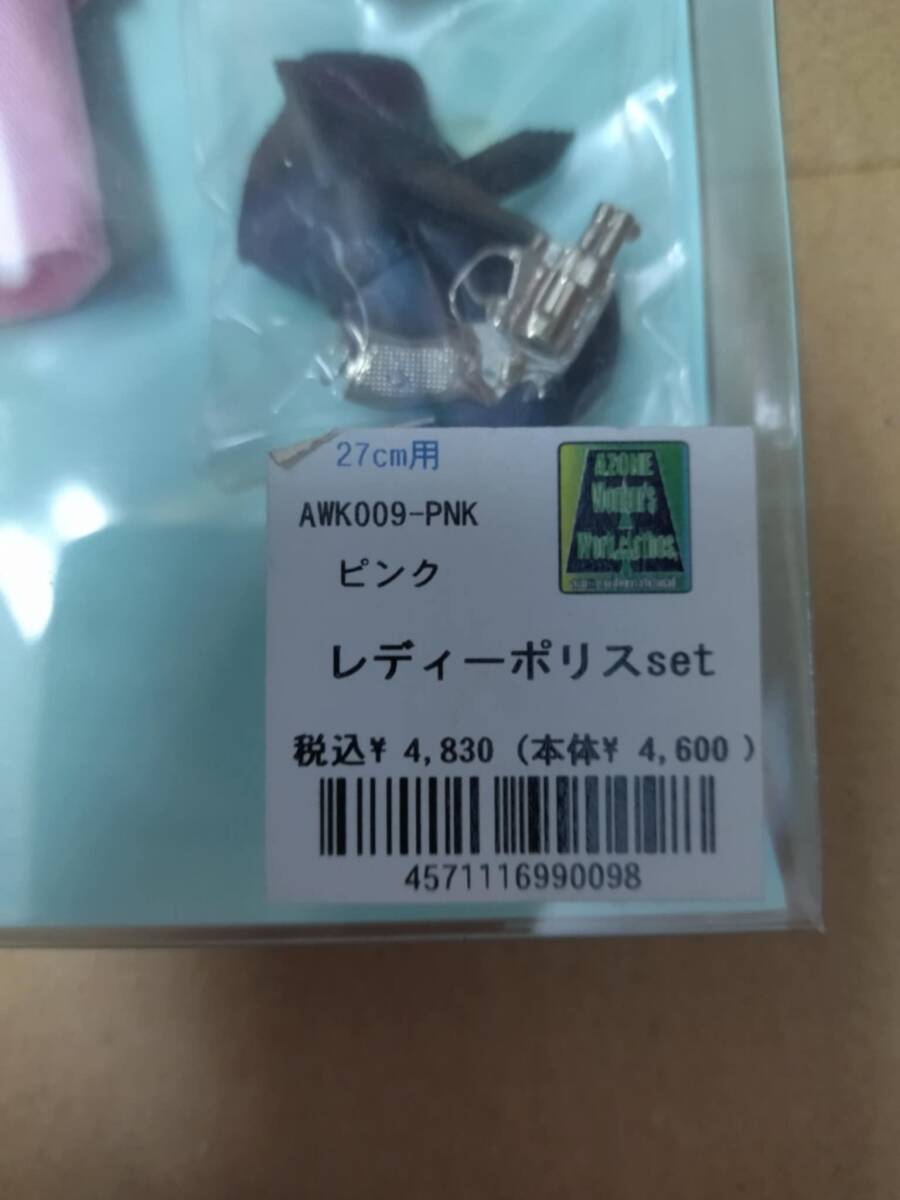 27cm用
AWK009-PNK
ピンク
AZONE
Worker's
Work clothes.
レディーポリスset
税込¥ 4,830 (本体¥ 4,600 )
4571116990098